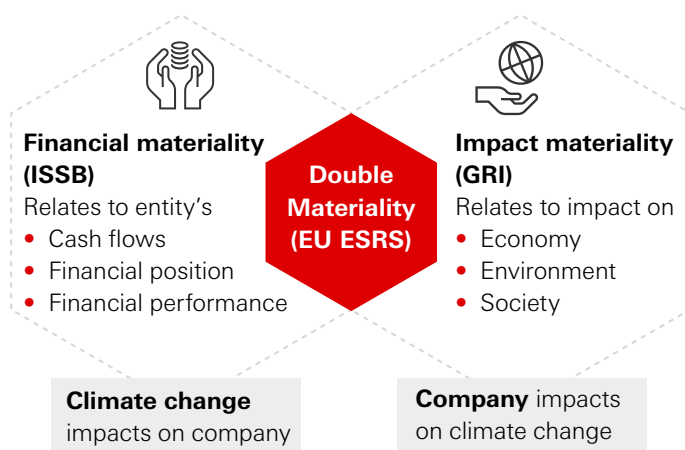 Financial materiality
(ISSB)
Relates to entity’s
• Cash flows
• Financial position
• Financial performance
Double
Materiality
(EU ESRS)
Impact materiality
(GRI)
Relates to impact on
• Economy
• Environment
• Society
Climate change
impacts on company
Company impacts
on climate change